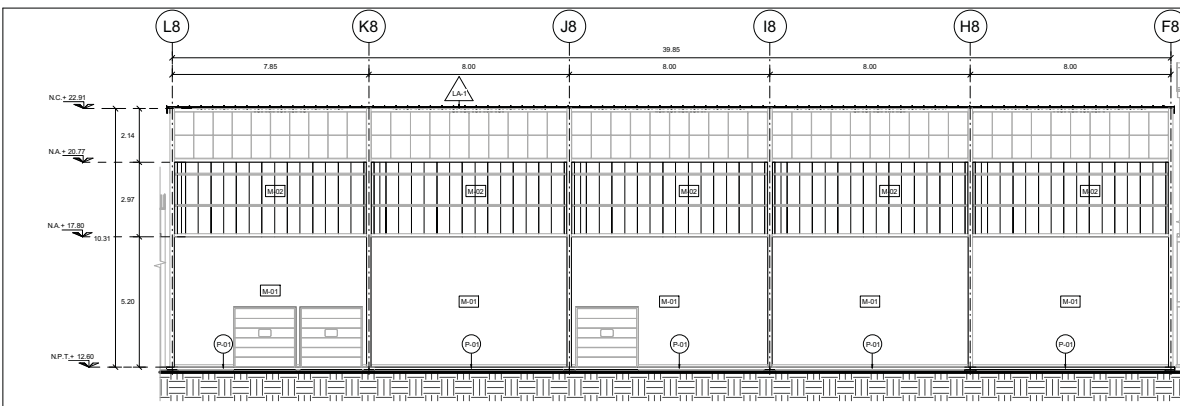 L8 K8 J8 I8 H8 F8
39.85
7.85 8.00 8.00 8.00 8.00
N.C.+ 22.91
LA-1
2.14
N.A.+ 20.77
M-02 M-02 M-02 M-02 M-02
2.97
N.A.+ 17.80
10.31
M-01
5.20 M-01 M-01 M-01 M-01
P-01 P-01 P-01 P-01 P-01
N.P.T.+ 12.60